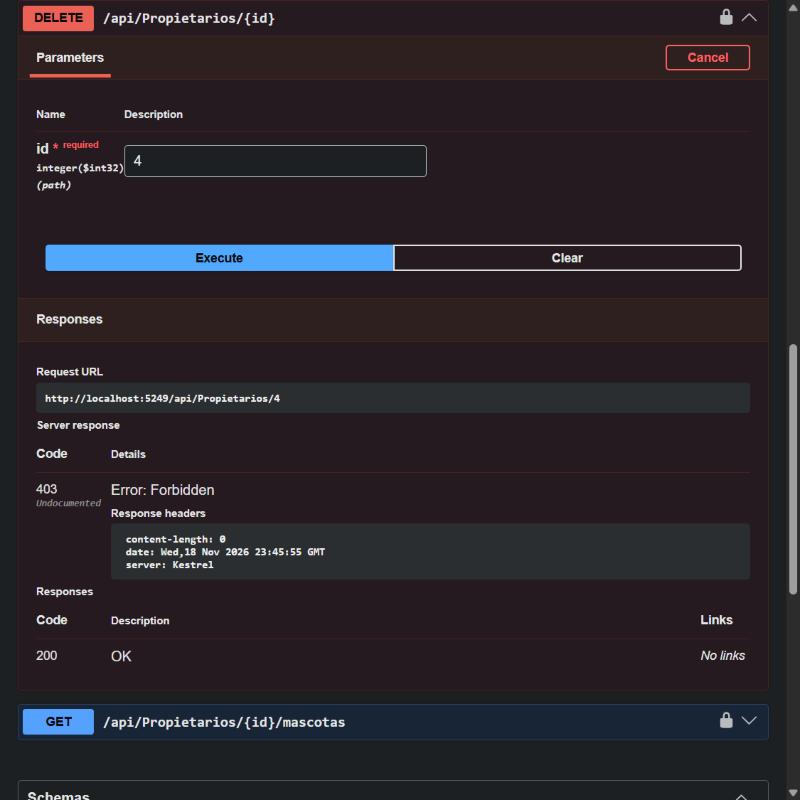 DELETE /api/Propietarios/{id}
Parameters
Cancel
Name Description
id * required
integer($int32)
(path)
4
Execute Clear
Responses
Request URL
http://localhost:5249/api/Propietarios/4
Server response
Code Details
403 Error: Forbidden
Undocumented
Response headers
content-length: 0
date: Wed,18 Nov 2026 23:45:55 GMT
server: Kestrel
Responses
Code Description Links
200 OK No links
GET /api/Propietarios/{id}/mascotas
Schemas